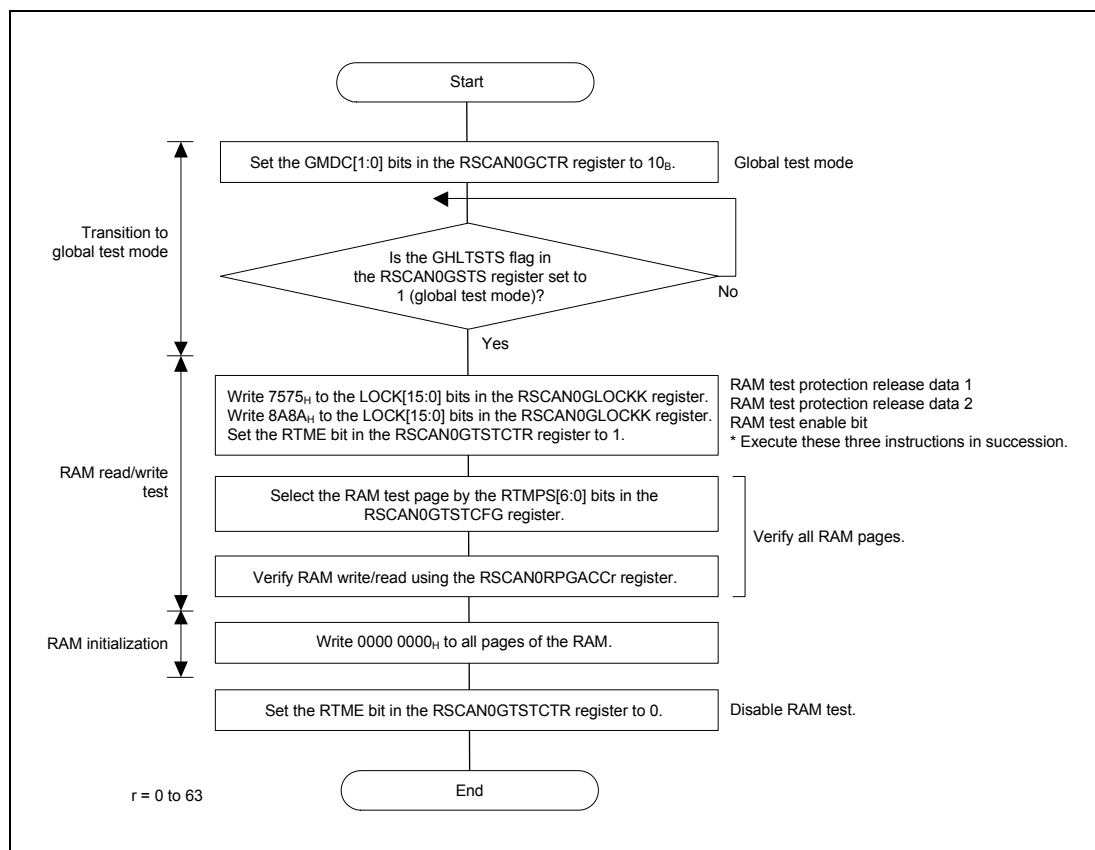 Start
Set the GMDC[1:0] bits in the RSCAN0GCTR register to 10B.
Global test mode
Transition to
global test mode
Is the GHLTSTS flag in
the RSCAN0GSTS register set to
1 (global test mode)?
No
Yes
Write 7575H to the LOCK[15:0] bits in the RSCAN0GLOCKK register.
Write 8A8AH to the LOCK[15:0] bits in the RSCAN0GLOCKK register.
Set the RTME bit in the RSCAN0GTSTCTR register to 1.
RAM test protection release data 1
RAM test protection release data 2
RAM test enable bit
* Execute these three instructions in succession.
RAM read/write
test
Select the RAM test page by the RTMPS[6:0] bits in the
RSCAN0GTSTCFG register.
Verify all RAM pages.
Verify RAM write/read using the RSCAN0RPGACCr register.
RAM initialization
Write 0000 0000H to all pages of the RAM.
Set the RTME bit in the RSCAN0GTSTCTR register to 0.
Disable RAM test.
End
r = 0 to 63